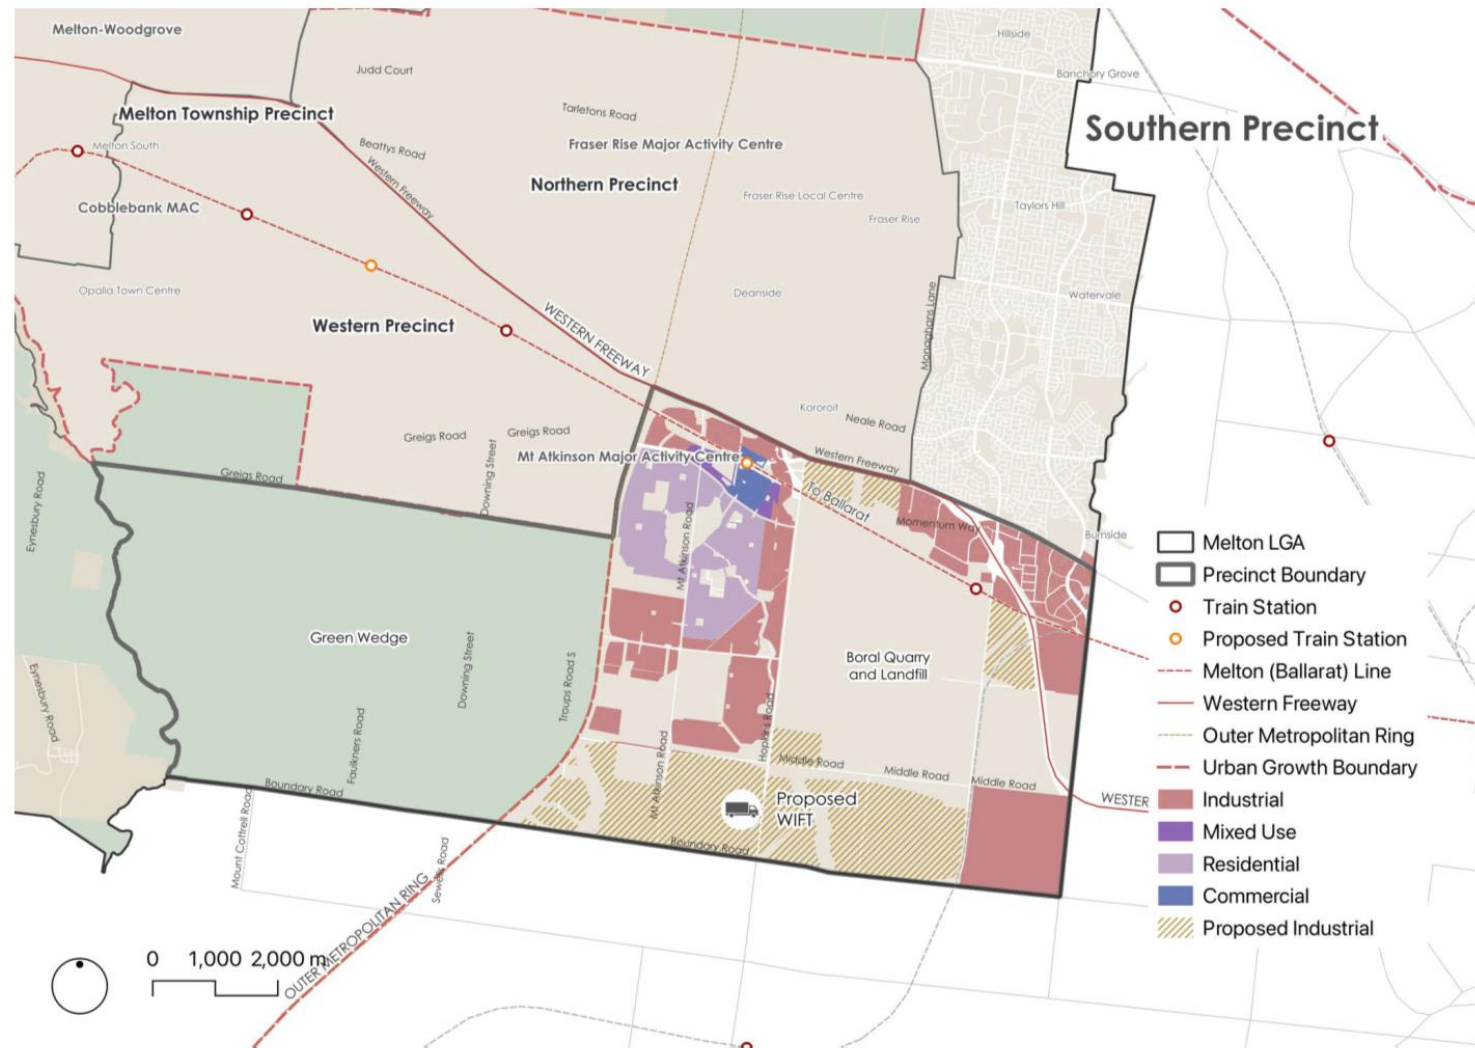 Melton-Woodgrove
Hillside
Judd Court
Banchory Grove
Melton Township Precinct
Tarletons Road
Southern Precinct
Melton South
Beattys Road
Fraser Rise Major Activity Centre
Western Freeway
Northern Precinct
Fraser Rise Local Centre
Cobblebank MAC
Taylors Hill
Fraser Rise
Opalia Town Centre
Deanside
Watervale
Western Precinct
WESTERN FREEWAY
Monaghans Lane
Kororoit
Neale Road
Greigs Road
Greigs Road
Downing Street
Mt Atkinson Major Activity Centre
Western Freeway
Greigs Road
To Ballarat
Eynesbury Road
Mt Atkinson Road
Momentum Way
Burnside
Green Wedge
Downing Street
Troups Road S
Boral Quarry
and Landfill
Eynesbury Road
Faulkners Road
Mt Atkinson Road
Hopkins Road
Middle Road
Middle Road
Middle Road
Boundary Road
Mount Cottrell Road
Proposed
WIFT
WESTER
Boundary Road
Sewells Road
OUTER METROPOLITAN RING
Melton LGA
Precinct Boundary
Train Station
Proposed Train Station
Melton (Ballarat) Line
Western Freeway
Outer Metropolitan Ring
Urban Growth Boundary
Industrial
Mixed Use
Residential
Commercial
Proposed Industrial
0 1,000 2,000 m